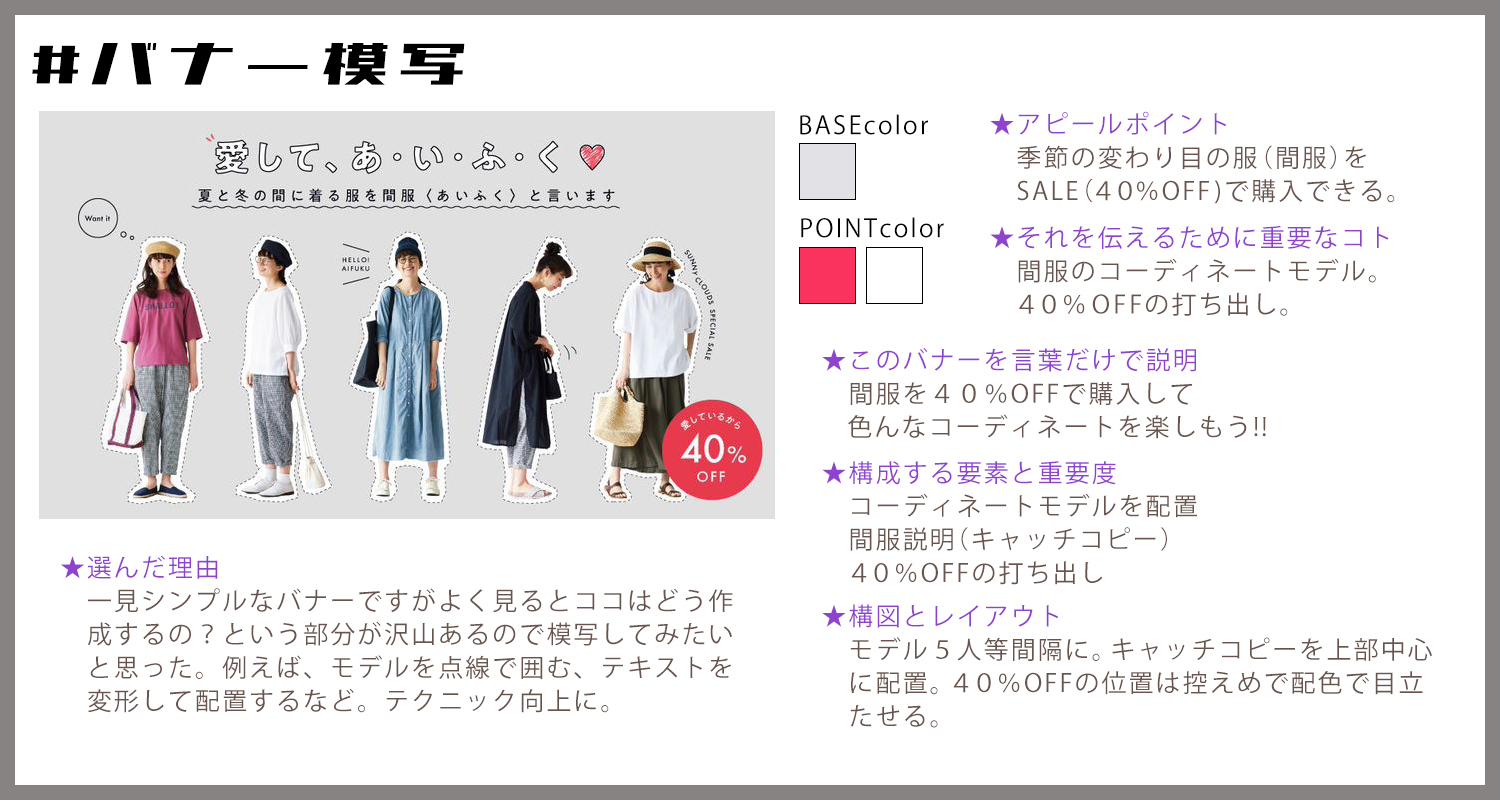 #バナー模写
愛して、あ・い・ふ・く
夏と冬の間に着る服を間服〈あいふく〉と言います
Want it
HELLO!
AIFUKU
SUNNY CLOUDS SPECIAL SALE
愛しているから
40%
OFF
★選んだ理由
一見シンプルなバナーですがよく見るとココはどう作
成するの？という部分が沢山あるので模写してみたい
と思った。例えば、モデルを点線で囲む、テキストを
変形して配置するなど。テクニック向上に。
BASEcolor
POINTcolor
★アピールポイント
季節の変わり目の服（間服）を
SALE（４０%OFF)で購入できる。
★それを伝えるために重要なコト
間服のコーディネートモデル。
４０％OFFの打ち出し。
★このバナーを言葉だけで説明
間服を４０％OFFで購入して
色んなコーディネートを楽しもう!!
★構成する要素と重要度
コーディネートモデルを配置
間服説明（キャッチコピー）
４０%OFFの打ち出し
★構図とレイアウト
モデル５人等間隔に。キャッチコピーを上部中心
に配置。４０%OFFの位置は控えめで配色で目立
たせる。